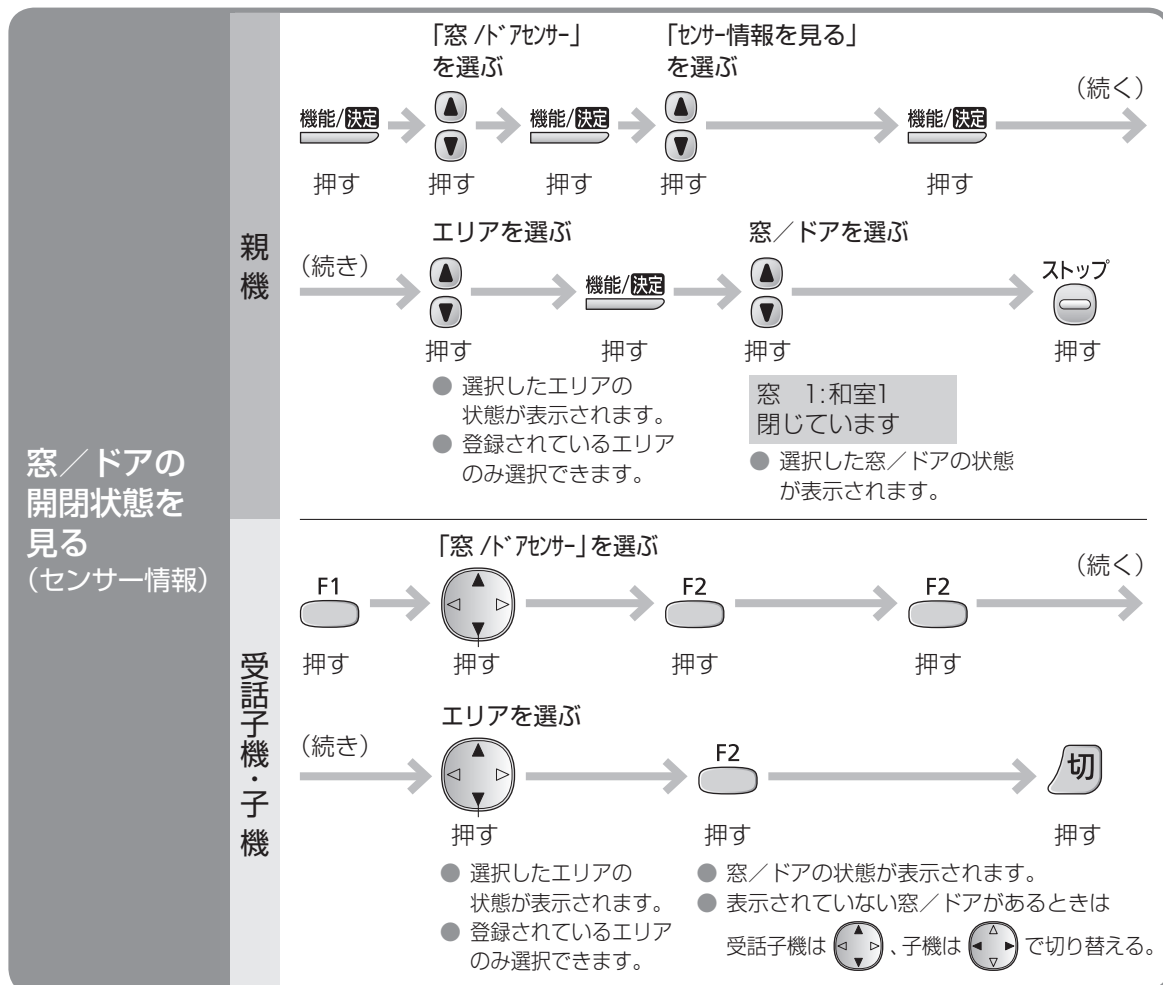 窓／ドアの
開閉状態を
見る
（センサー情報）
親機
「窓 /ﾄﾞｱｾﾝｻｰ」
を選ぶ
「ｾﾝｻｰ情報を見る」
を選ぶ
（続く）
機能/決定 機能/決定 機能/決定
押す 押す 押す 押す 押す
エリアを選ぶ 窓／ドアを選ぶ
（続き） 機能/決定 ストップ
押す 押す 押す 押す
● 選択したエリアの
状態が表示されます。
● 登録されているエリア
のみ選択できます。
窓 1:和室1
閉じています
● 選択した窓／ドアの状態
が表示されます。
受話子機・子機
「窓 /ﾄﾞｱｾﾝｻｰ」を選ぶ
（続く）
F1 F2 F2
押す 押す 押す 押す
エリアを選ぶ
（続き） F2 切
押す 押す 押す
● 選択したエリアの
状態が表示されます。
● 登録されているエリア
のみ選択できます。
● 窓／ドアの状態が表示されます。
● 表示されていない窓／ドアがあるときは
受話子機は 、子機は で切り替える。